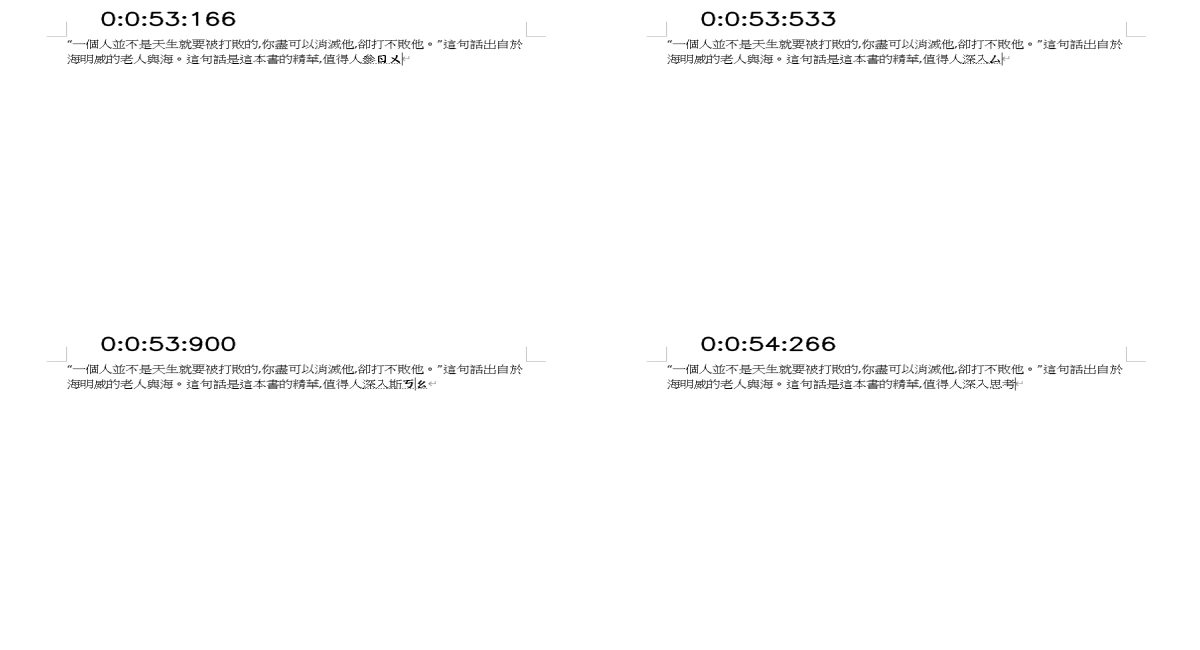 0:0:53:166
“一個人並不是天生就要被打敗的,你盡可以消滅他,卻打不敗他。”這句話出自於
海明威的老人與海。這句話是這本書的精華,值得人參ㄖㄨ
0:0:53:533
“一個人並不是天生就要被打敗的,你盡可以消滅他,卻打不敗他。”這句話出自於
海明威的老人與海。這句話是這本書的精華,值得人深入ㄙ
0:0:53:900
“一個人並不是天生就要被打敗的,你盡可以消滅他,卻打不敗他。”這句話出自於
海明威的老人與海。這句話是這本書的精華,值得人深入斯ㄎㄠ
0:0:54:266
“一個人並不是天生就要被打敗的,你盡可以消滅他,卻打不敗他。”這句話出自於
海明威的老人與海。這句話是這本書的精華,值得人深入思考